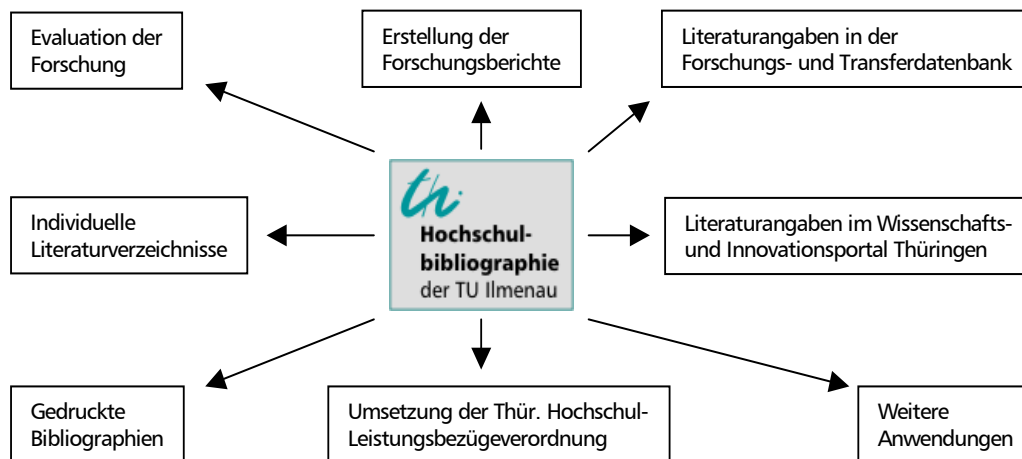 Evaluation der
Forschung
Erstellung der
Forschungsberichte
Literaturangaben in der
Forschungs- und Transferdatenbank
Individuelle
Literaturverzeichnisse
thi
Hochschul-
bibliographie
der TU Ilmenau
Literaturangaben im Wissenschafts-
und Innovationsportal Thüringen
Gedruckte
Bibliographien
Umsetzung der Thür. Hochschul-
Leistungsbezügeverordnung
Weitere
Anwendungen